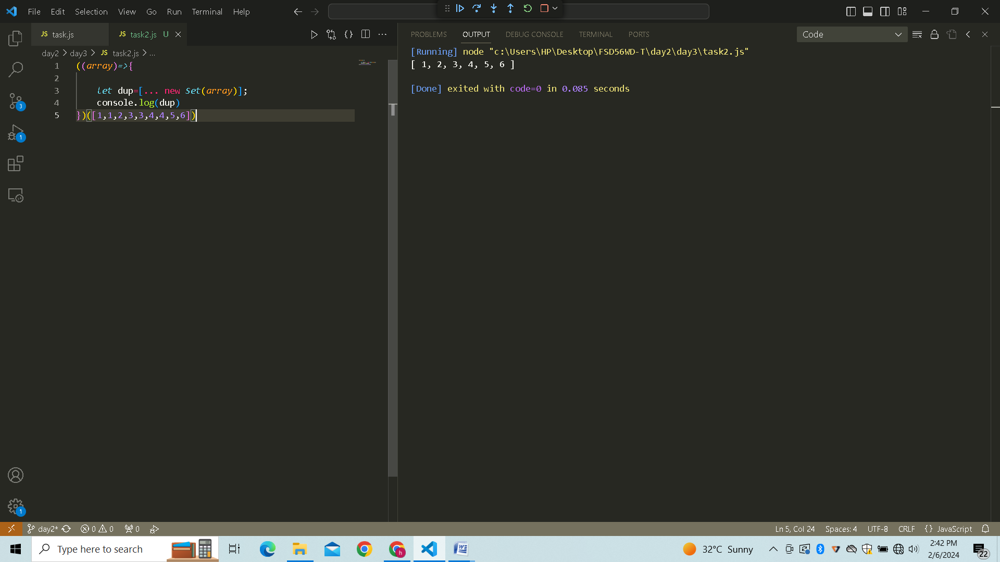 File Edit Selection View Go Run Terminal Help
JS task.js JS task2.js U
day2 > day3 > JS task2.js > ...
1 ((array)=>{
2
3 let dup=[... new Set(array)];
4 console.log(dup)
5 })([1,1,2,3,3,4,4,5,6])
PROBLEMS OUTPUT DEBUG CONSOLE TERMINAL PORTS
Code
[Running] node "c:\Users\HP\Desktop\FSD56WD-T\day2\day3\task2.js"
[ 1, 2, 3, 4, 5, 6 ]
[Done] exited with code=0 in 0.085 seconds
3
1
1
day2* 0 0 0
Ln 5, Col 24 Spaces: 4 UTF-8 CRLF {} JavaScript
Type here to search
h
32°C Sunny
2:42 PM
2/6/2024
22